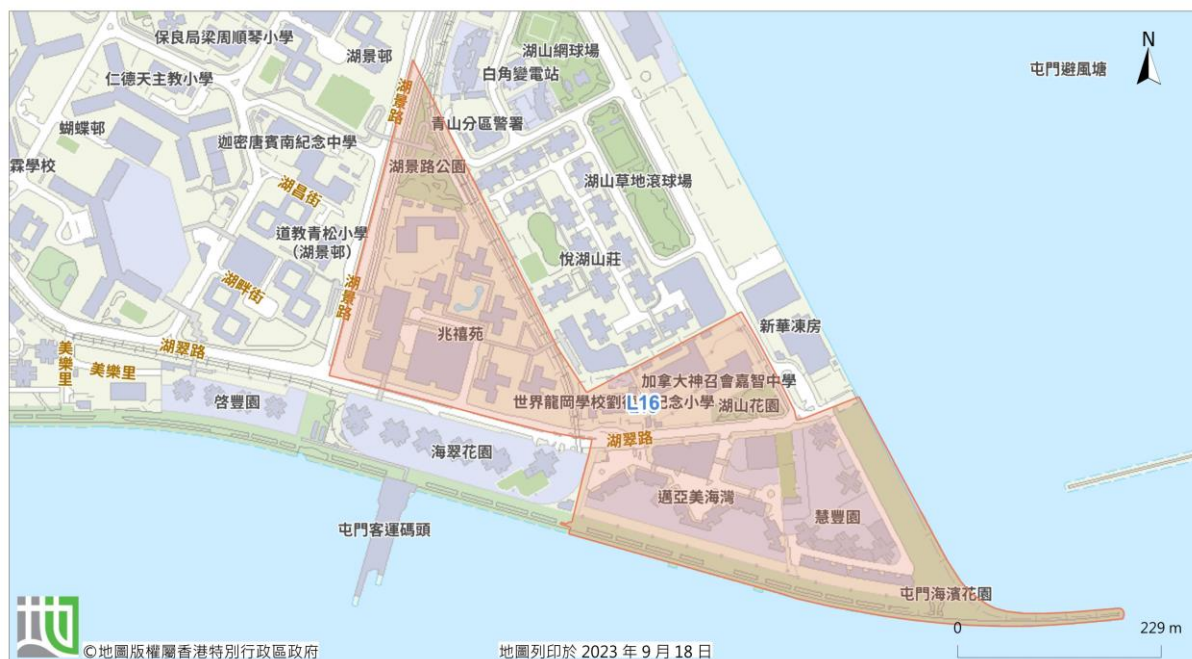 保良局梁周順琴小學
湖景邨
湖山網球場
N
屯門避風塘
仁德天主教小學
白角變電站
湖景路
蝴蝶邨
迦密唐賓南紀念中學
青山分區警署
霖學校
湖景路公園
湖昌街
湖山草地滾球場
道教青松小學
(湖景邨)
悅湖山莊
湖畔街
湖景路
兆禧苑
新華凍房
湖翠路
美樂里
美樂里
加拿大神召會嘉智中學
啓豐園
世界龍岡學校劉
L16
紀念小學
湖山花園
湖翠路
海翠花園
邁亞美海灣
慧豐園
屯門客運碼頭
屯門海濱花園
0
229 m
©地圖版權屬香港特別行政區政府
地圖列印於 2023 年 9 月 18 日